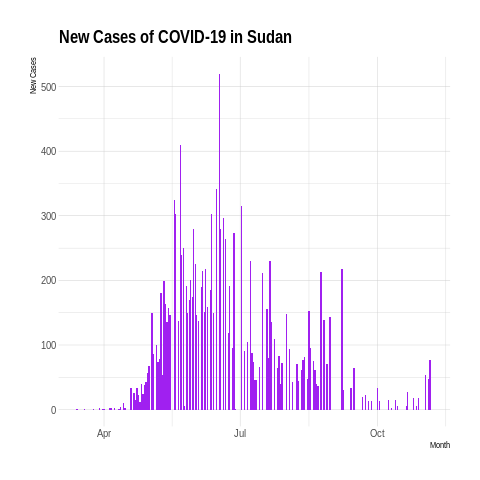 New Cases of COVID-19 in Sudan
New Cases
500
400
300
200
100
0
Apr
Jul
Oct
Month